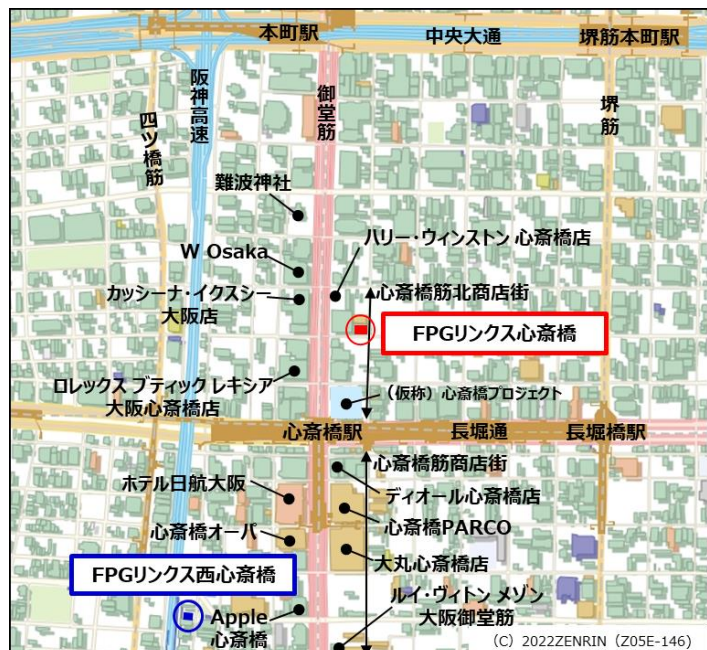 本町駅
中央大通
堺筋本町駅
阪神高速
御堂筋
堺筋
四ツ橋筋
難波神社
ハリー・ウィンストン 心斎橋店
W Osaka
カッシーナ・イクスシー
大阪店
心斎橋筋北商店街
FPGリンクス心斎橋
ロレックス ブティック レキシア
大阪心斎橋店
（仮称）心斎橋プロジェクト
心斎橋駅
長堀通
長堀橋駅
心斎橋筋商店街
ホテル日航大阪
ディオール心斎橋店
心斎橋PARCO
心斎橋オーパ
大丸心斎橋店
FPGリンクス西心斎橋
ルイ・ヴィトン メゾン
大阪御堂筋
Apple
心斎橋
（C）2022ZENRIN（Z05E-146）